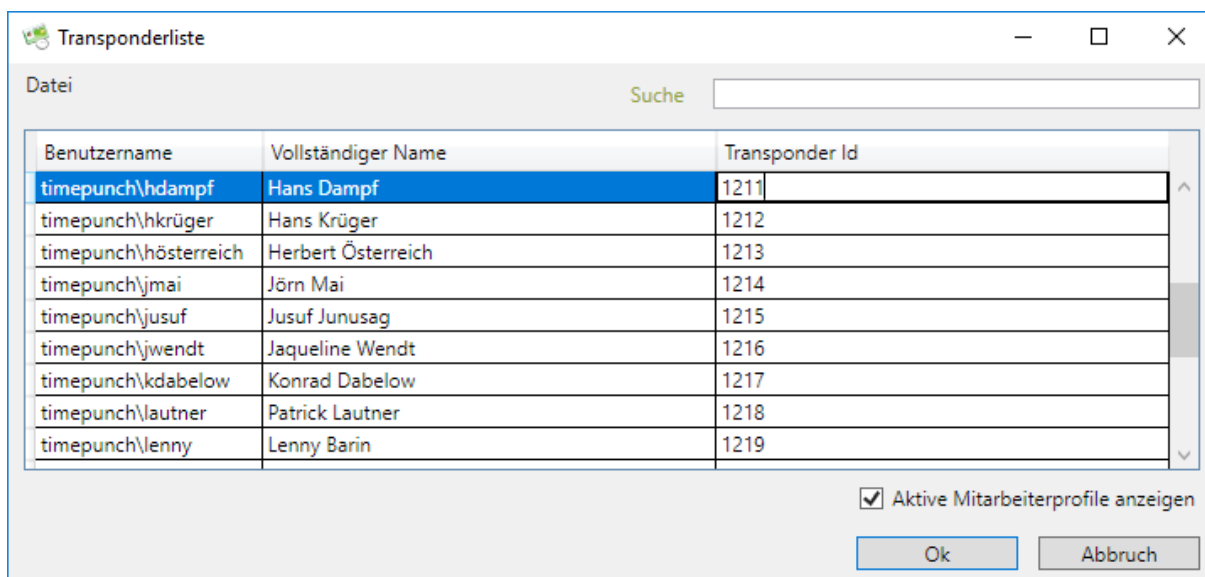 Transponderliste
Datei
Suche
Benutzername Vollständiger Name Transponder Id
timepunch\hdampf Hans Dampf 1211
timepunch\hkrüger Hans Krüger 1212
timepunch\hösterreich Herbert Österreich 1213
timepunch\jmai Jörn Mai 1214
timepunch\jusuf Jusuf Junusag 1215
timepunch\jwendt Jaqueline Wendt 1216
timepunch\kdabelow Konrad Dabelow 1217
timepunch\lautner Patrick Lautner 1218
timepunch\lenny Lenny Barin 1219
Aktive Mitarbeiterprofile anzeigen
Ok Abbruch